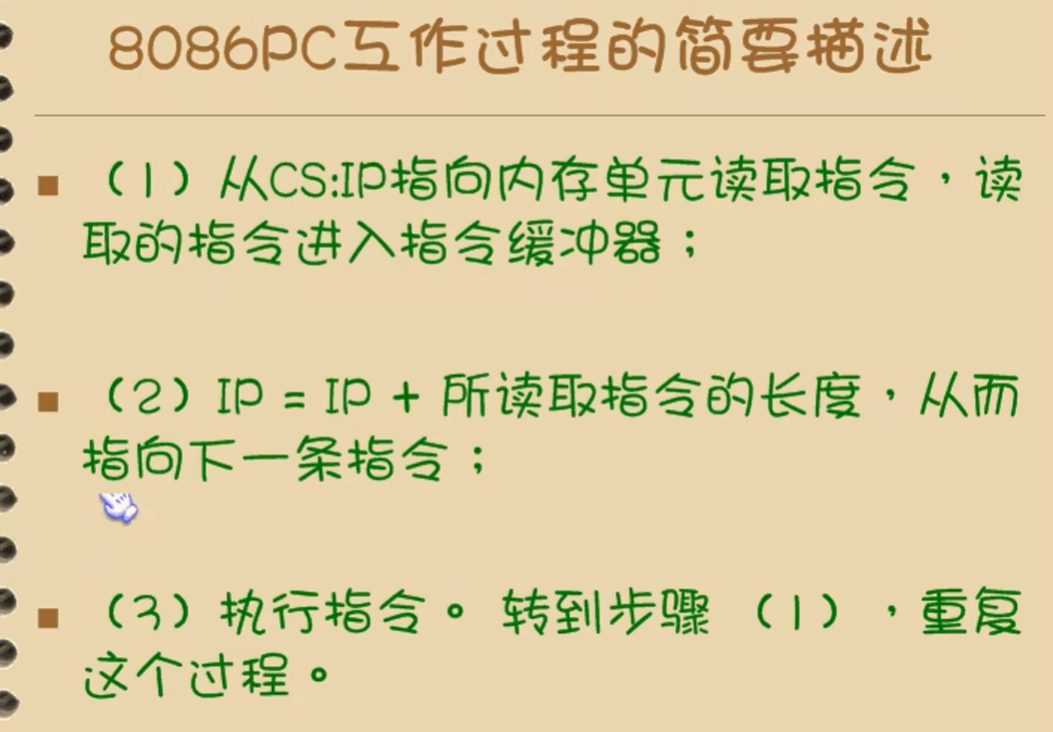 8086PC工作过程的简要描述
（1）从CS:IP指向内存单元读取指令，读
取的指令进入指令缓冲器；
（2）IP = IP + 所读取指令的长度，从而
指向下一条指令；
（3）执行指令。 转到步骤 （1），重复
这个过程。